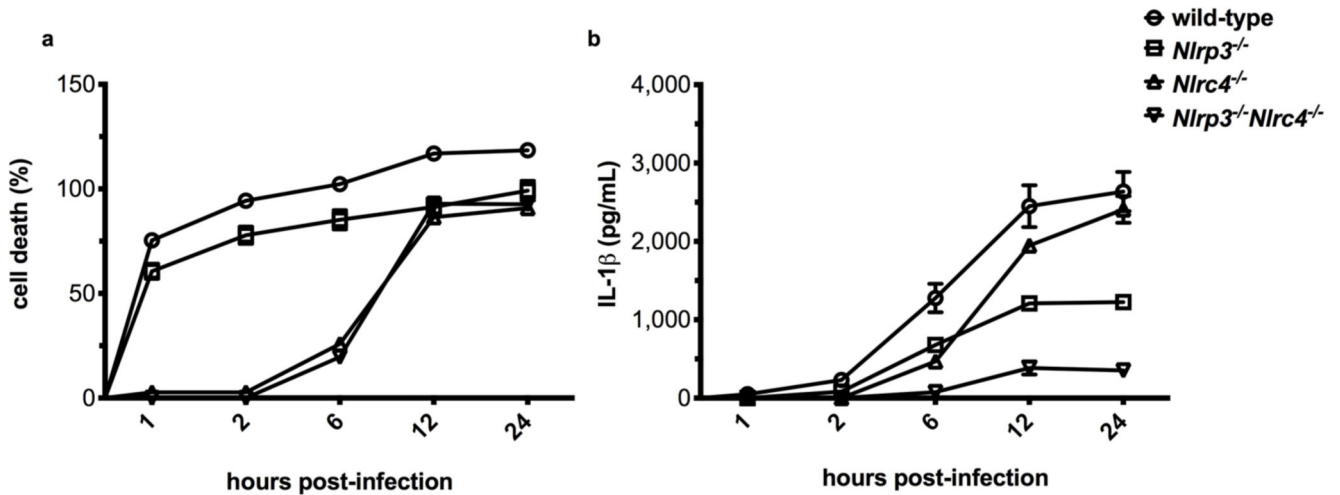 a
b
wild-type
Nlrp3-/-
Nlrc4-/-
Nlrp3-/-Nlrc4-/-
150
100
50
0
cell death (%)
1
2
6
12
24
hours post-infection
4,000
3,000
2,000
1,000
0
IL-1β (pg/mL)
1
2
6
12
24
hours post-infection